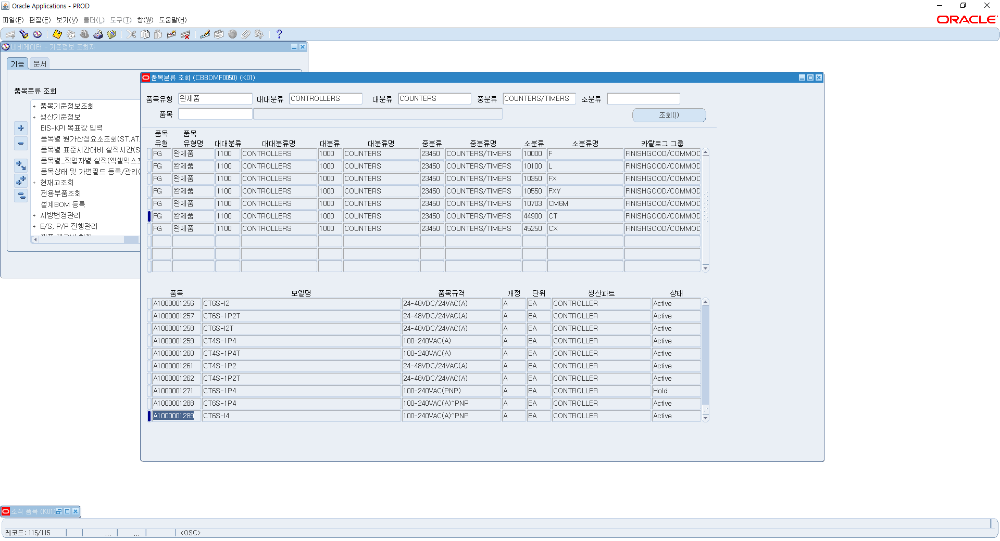 Oracle Applications - PROD
파일(F) 편집(E) 보기(V) 폴더(L) 도구(T) 창(W) 도움말(H)
ORACLE
네비게이터 - 기준정보 조회자
기능 문서
품목분류 조회
+ 품목기준정보조회
+ 생산기준정보
EIS-KPI 목표값 입력
품목별 원가산정요소조회(ST,AT)
품목별 표준시간대비 실적시간(S
품목별_작업자별 실적(엑셀익스포
품목상태 및 가변필드 등록/관리(
+ 현재고조회
전용부품조회
설계BOM 등록
+ 시방변경관리
+ E/S, P/P 진행관리
품목분류 조회 (CBBOMF0050) (K01)
품목유형 완제품 대대분류 CONTROLLERS 대분류 COUNTERS 중분류 COUNTERS/TIMERS 소분류
품목 조회(I)
품목 품목
유형 유형명 대대분류 대대분류명 대분류 대분류명 중분류 중분류명 소분류 소분류명 카탈로그 그룹
FG 완제품 1100 CONTROLLERS 1000 COUNTERS 23450 COUNTERS/TIMERS 10000 F FINISHGOOD/COMMOD
FG 완제품 1100 CONTROLLERS 1000 COUNTERS 23450 COUNTERS/TIMERS 10100 L FINISHGOOD/COMMOD
FG 완제품 1100 CONTROLLERS 1000 COUNTERS 23450 COUNTERS/TIMERS 10350 FX FINISHGOOD/COMMOD
FG 완제품 1100 CONTROLLERS 1000 COUNTERS 23450 COUNTERS/TIMERS 10550 FXY FINISHGOOD/COMMOD
FG 완제품 1100 CONTROLLERS 1000 COUNTERS 23450 COUNTERS/TIMERS 10703 CM6M FINISHGOOD/COMMOD
FG 완제품 1100 CONTROLLERS 1000 COUNTERS 23450 COUNTERS/TIMERS 44900 CT FINISHGOOD/COMMOD
FG 완제품 1100 CONTROLLERS 1000 COUNTERS 23450 COUNTERS/TIMERS 45250 CX FINISHGOOD/COMMOD
품목 모델명 품목규격 개정 단위 생산파트 상태
A1000001256 CT6S-I2 24-48VDC/24VAC(A) A EA CONTROLLER Active
A1000001257 CT6S-1P2T 24-48VDC/24VAC(A) A EA CONTROLLER Active
A1000001258 CT6S-I2T 24-48VDC/24VAC(A) A EA CONTROLLER Active
A1000001259 CT4S-1P4 100-240VAC(A) A EA CONTROLLER Active
A1000001260 CT4S-1P4T 100-240VAC(A) A EA CONTROLLER Active
A1000001261 CT4S-1P2 24-48VDC/24VAC(A) A EA CONTROLLER Active
A1000001262 CT4S-1P2T 24-48VDC/24VAC(A) A EA CONTROLLER Active
A1000001271 CT6S-1P4 100-240VAC(PNP) A EA CONTROLLER Hold
A1000001288 CT6S-1P4 100-240VAC(A)^PNP A EA CONTROLLER Active
A1000001289 CT6S-I4 100-240VAC(A)^PNP A EA CONTROLLER Active
조직 품목 (K01)
레코드: 115/115 ... ... <OSC>